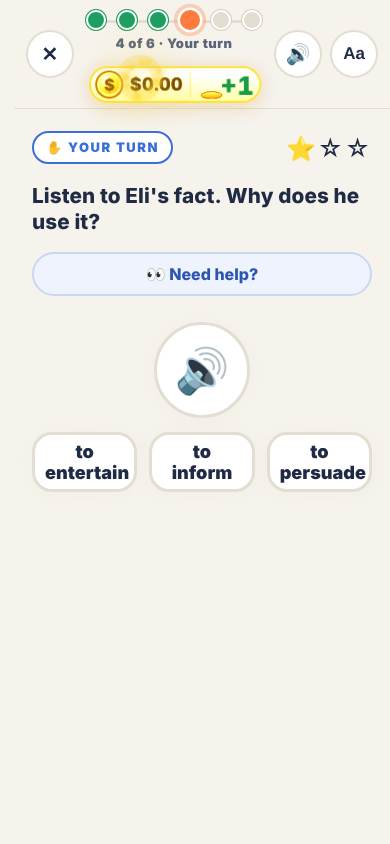 4 of 6 · Your turn
$ $0.00 +1
Aa
YOUR TURN
Listen to Eli's fact. Why does he
use it?
Need help?
to
entertain
to
inform
to
persuade